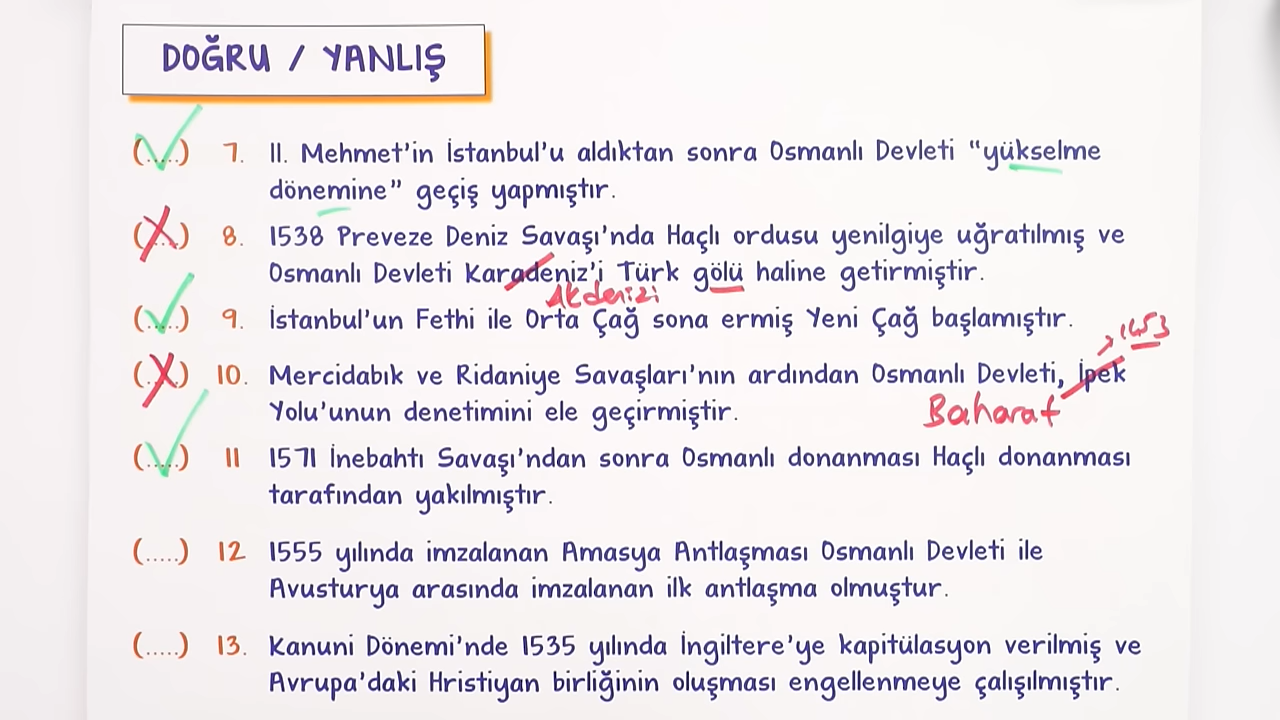 DOĞRU / YANLIŞ
(.....) 7. II. Mehmet'in İstanbul'u aldıktan sonra Osmanlı Devleti “yükselme
dönemine” geçiş yapmıştır.
(.....) 8. 1538 Preveze Deniz Savaşı'nda Haçlı ordusu yenilgiye uğratılmış ve
Osmanlı Devleti Karadeniz'i Türk gölü haline getirmiştir.
Akdenizi
(.....) 9. İstanbul'un Fethi ile Orta Çağ sona ermiş Yeni Çağ başlamıştır.
1453
(.....) 10. Mercidabık ve Ridaniye Savaşları'nın ardından Osmanlı Devleti, İpek
Yolu'unun denetimini ele geçirmiştir.
Baharat
(.....) 11 1571 İnebahtı Savaşı'ndan sonra Osmanlı donanması Haçlı donanması
tarafından yakılmıştır.
(.....) 12 1555 yılında imzalanan Amasya Antlaşması Osmanlı Devleti ile
Avusturya arasında imzalanan ilk antlaşma olmuştur.
(.....) 13. Kanuni Dönemi'nde 1535 yılında İngiltere'ye kapitülasyon verilmiş ve
Avrupa'daki Hristiyan birliğinin oluşması engellenmeye çalışılmıştır.